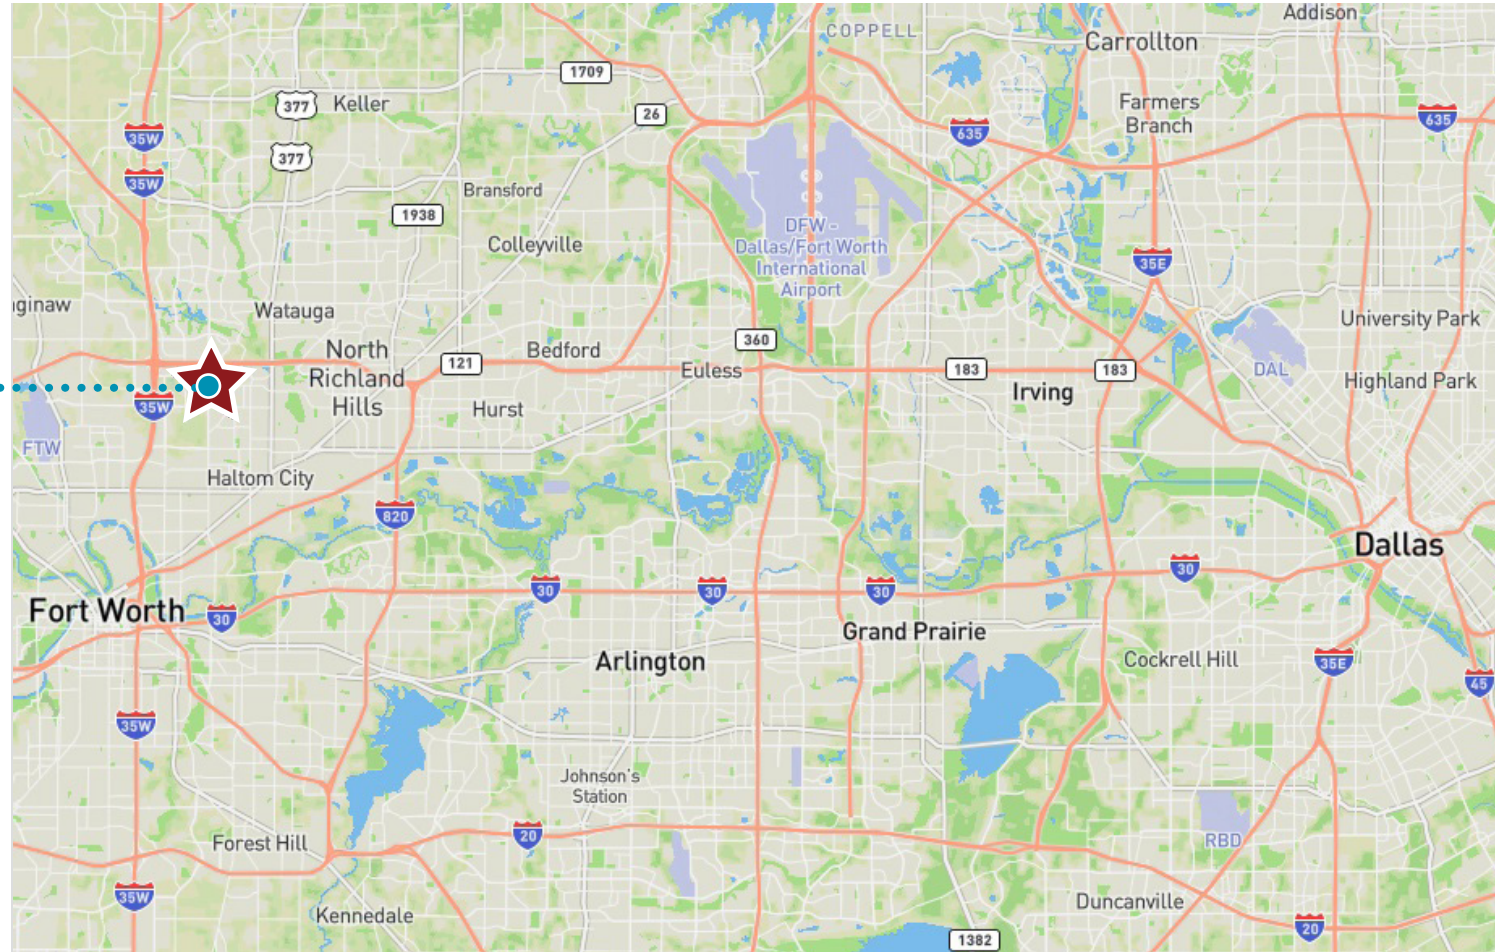 Addison
COPPELL
Carrollton
1709
377
Keller
26
Farmers
Branch
635
635
35W
377
35W
Bransford
1938
DFW -
Dallas/Fort Worth
International
Airport
Colleyville
35E
ginaw
Watauga
University Park
360
North
Richland
Hills
121
Bedford
Euless
183
183
DAL
Highland Park
Irving
35W
Hurst
FTW
Haltom City
820
Dallas
30
30
30
30
Fort Worth
30
Grand Prairie
Arlington
Cockrell Hill
35E
45
35W
Johnson's
Station
20
Forest Hill
RBD
35W
Kennedale
Duncanville
20
1382